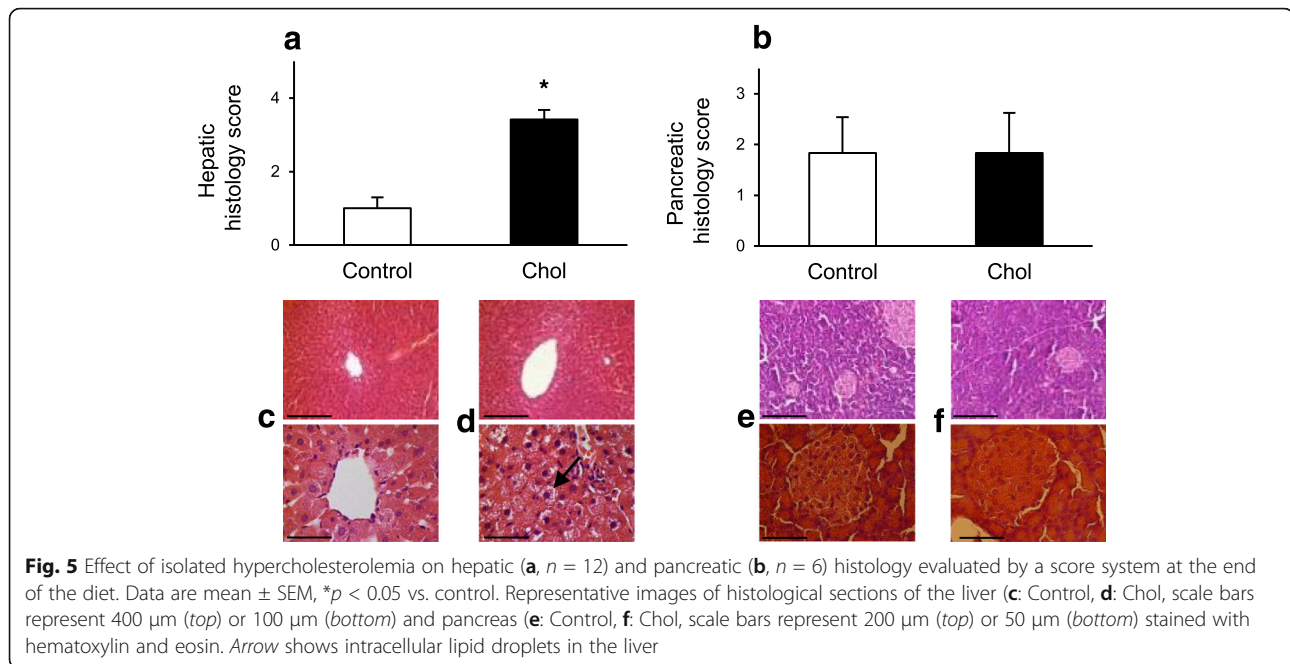 a
b
Hepatic
histology score
4
2
0
*
Control
Chol
Pancreatic
histology score
3
2
1
0
Control
Chol
c
d
e
f
Fig. 5 Effect of isolated hypercholesterolemia on hepatic (a, n = 12) and pancreatic (b, n = 6) histology evaluated by a score system at the end
of the diet. Data are mean ± SEM, *p < 0.05 vs. control. Representative images of histological sections of the liver (c: Control, d: Chol, scale bars
represent 400 μm (top) or 100 μm (bottom) and pancreas (e: Control, f: Chol, scale bars represent 200 μm (top) or 50 μm (bottom) stained with
hematoxylin and eosin. Arrow shows intracellular lipid droplets in the liver